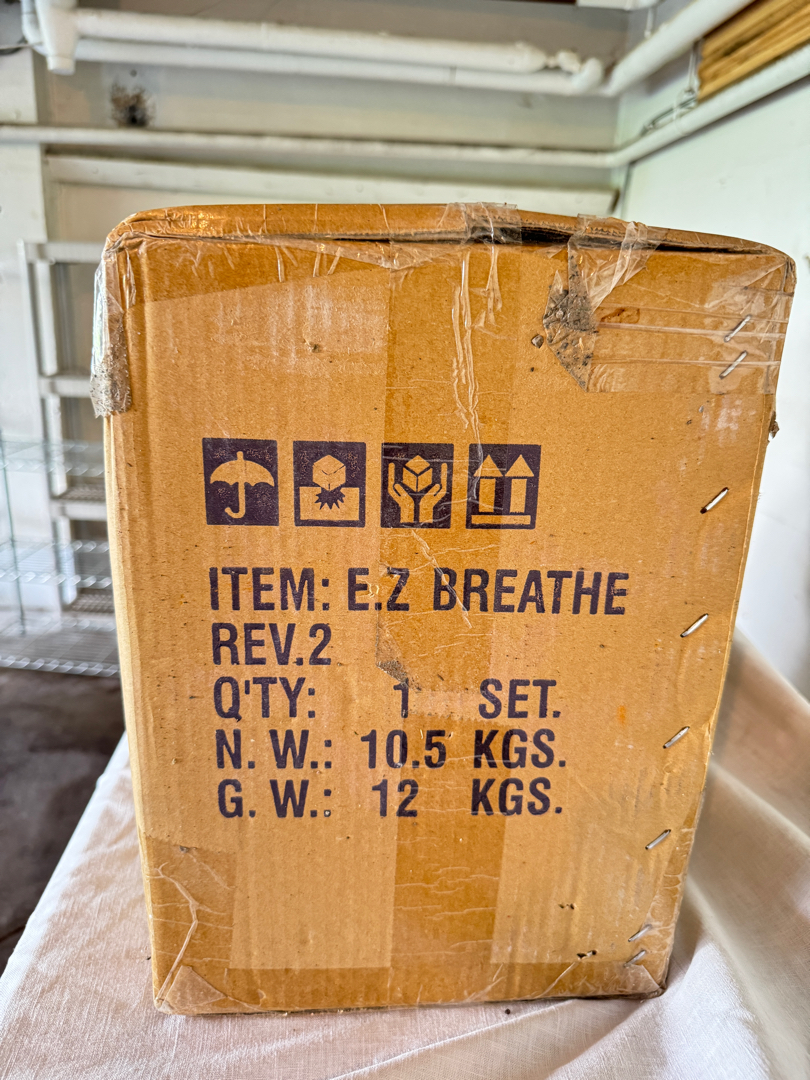 ITEM: E.Z BREATHE
REV.2
Q'TY: 1 SET.
N. W.: 10.5 KGS.
G. W.: 12 KGS.